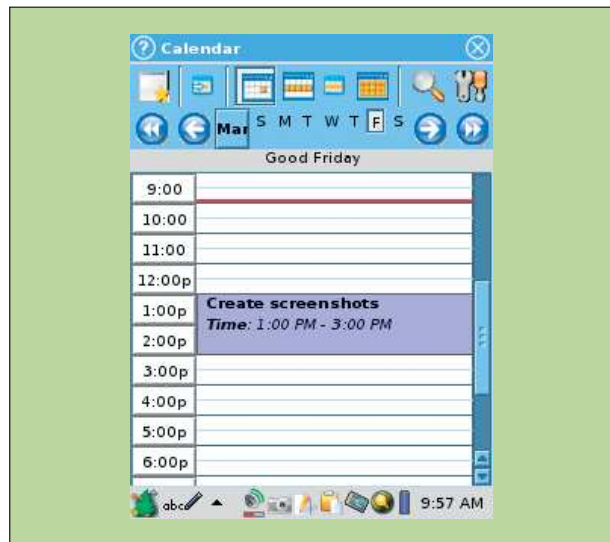 Calendar
Mar S M T W T F S
Good Friday
9:00
10:00
11:00
12:00p
1:00p
Create screenshots
Time: 1:00 PM - 3:00 PM
2:00p
3:00p
4:00p
5:00p
6:00p
abc 9:57 AM